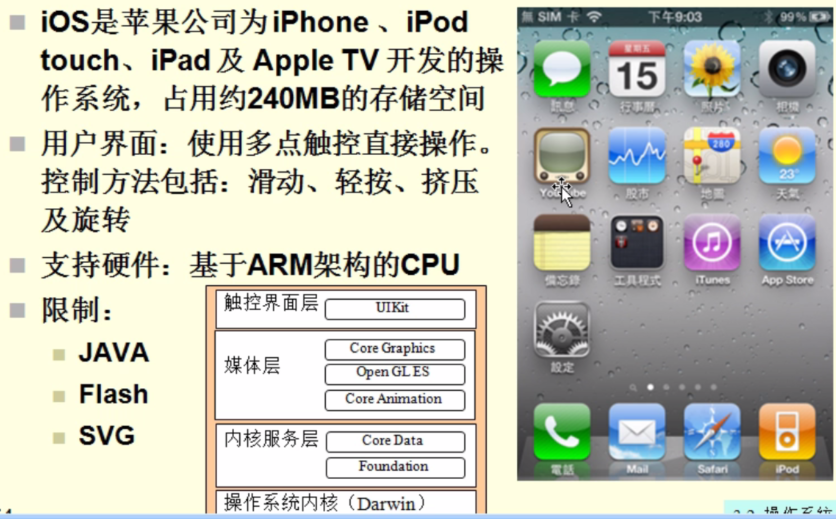 iOS是苹果公司为iPhone 、iPod
touch、iPad 及 Apple TV 开发的操
作系统，占用约240MB的存储空间
用户界面：使用多点触控直接操作。
控制方法包括：滑动、轻按、挤压
及旋转
支持硬件：基于ARM架构的CPU
限制：
JAVA
Flash
SVG
触控界面层
UIKit
媒体层
Core Graphics
Open GL ES
Core Animation
内核服务层
Core Data
Foundation
操作系统内核（Darwin）
無 SIM 卡
下午9:03
99%
星期五
15
訊息
行事曆
照片
相機
280
23°
YouTube
股市
地圖
天氣
備忘錄
工具程式
iTunes
App Store
設定
電話
Mail
Safari
iPod